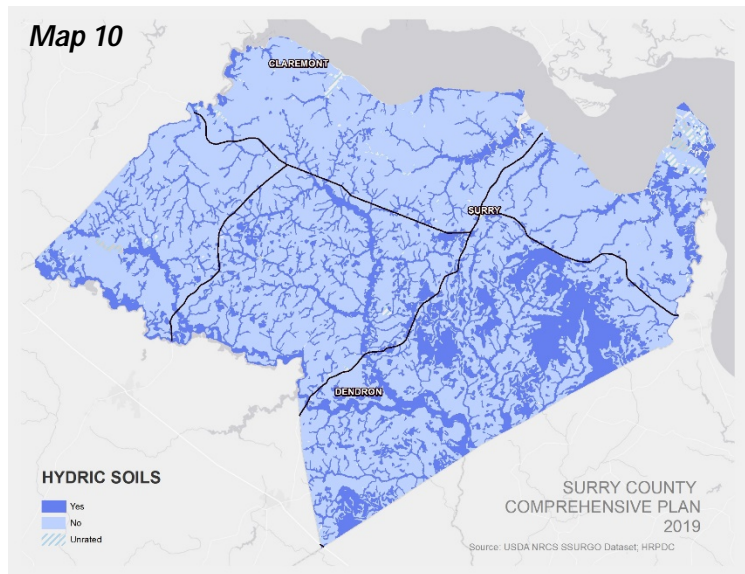 Map 10
CLAREMONT
SURRY
DENDRON
HYDRIC SOILS
Yes
No
Unrated
SURRY COUNTY
COMPREHENSIVE PLAN
2019
Source: USDA NRCS SSURGO Dataset; HRPDC